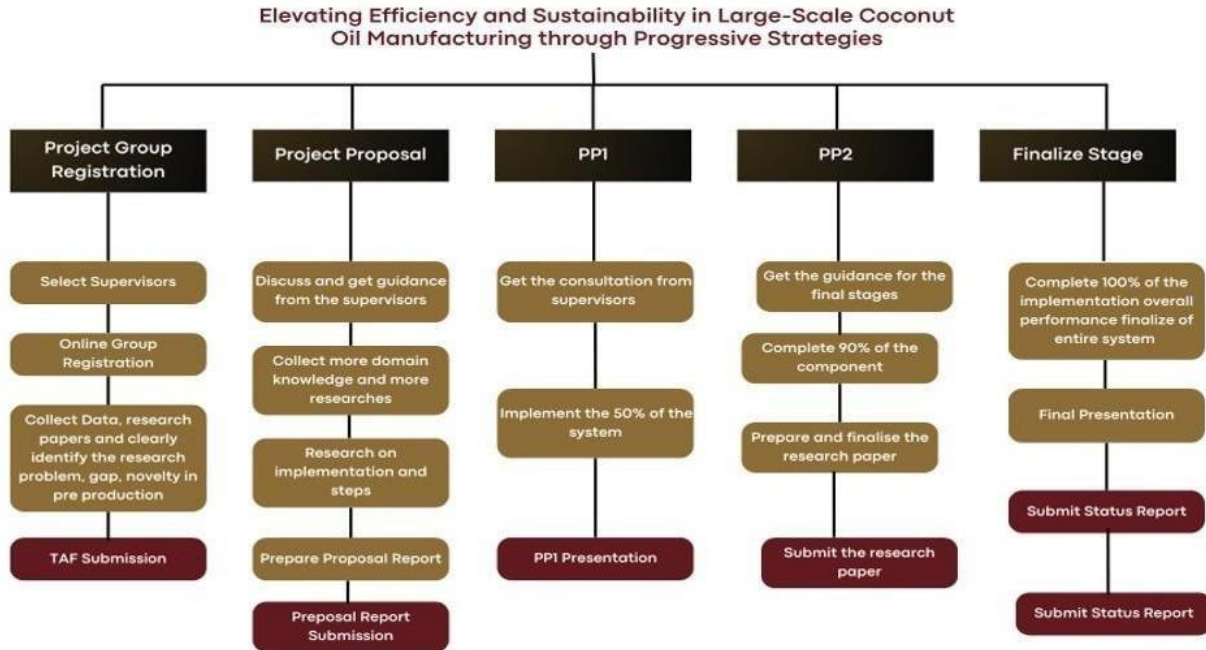 Elevating Efficiency and Sustainability in Large-Scale Coconut
Oil Manufacturing through Progressive Strategies
Project Group
Registration
Select Supervisors
Online Group
Registration
Collect Data, research
papers and clearly
identify the research
problem, gap, novelty in
pre production
TAF Submission
Project Proposal
Discuss and get guidance
from the supervisors
Collect more domain
knowledge and more
researches
Research on
implementation and
steps
Prepare Proposal Report
Preposal Report
Submission
PP1
Get the consultation from
supervisors
Implement the 50% of the
system
PP1 Presentation
PP2
Get the guidance for the
final stages
Complete 90% of the
component
Prepare and finalise the
research paper
Submit the research
paper
Finalize Stage
Complete 100% of the
implementation overall
performance finalize of
entire system
Final Presentation
Submit Status Report
Submit Status Report